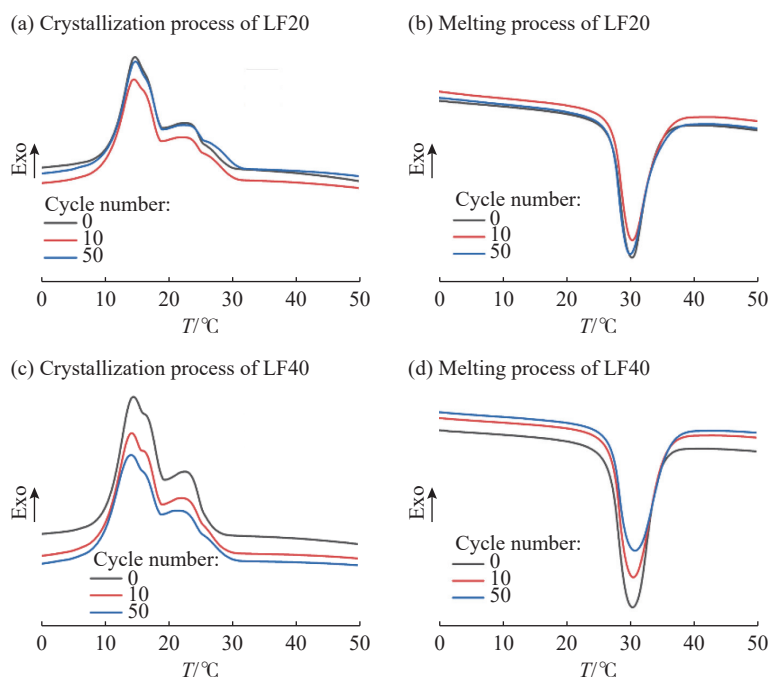 (a) Crystallization process of LF20
Exo
Cycle number:
0
10
50
0 10 20 30 40 50
T/℃
(b) Melting process of LF20
Exo
Cycle number:
0
10
50
0 10 20 30 40 50
T/℃
(c) Crystallization process of LF40
Exo
Cycle number:
0
10
50
0 10 20 30 40 50
T/℃
(d) Melting process of LF40
Exo
Cycle number:
0
10
50
0 10 20 30 40 50
T/℃